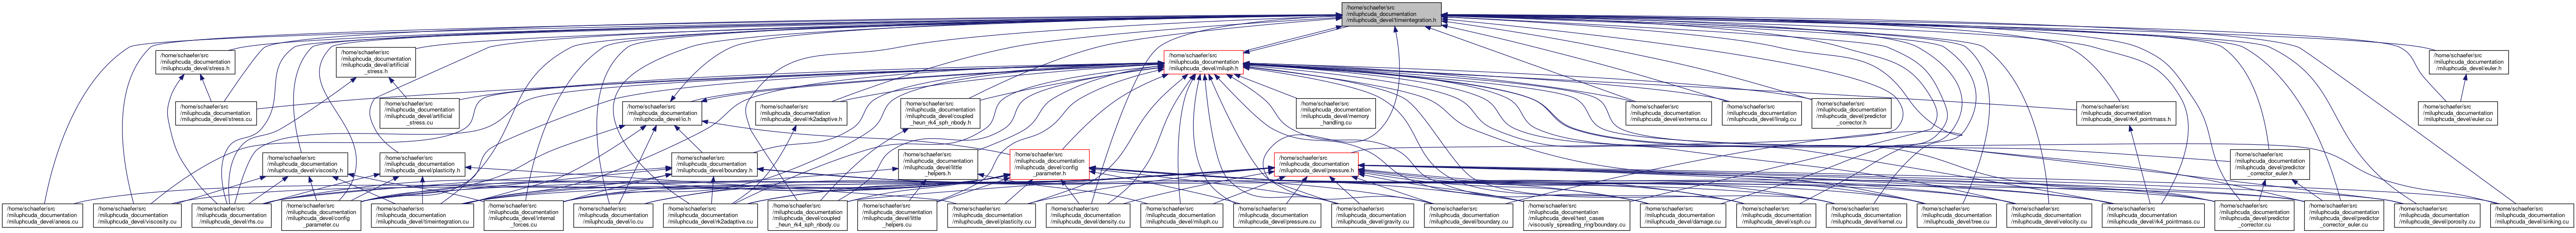 /home/schaefer/src
/miluphcuda_documentation
/miluphcuda_devel/timeintegration.h
/home/schaefer/src
/miluphcuda_documentation
/miluphcuda_devel/stress.h
/home/schaefer/src
/miluphcuda_documentation
/miluphcuda_devel/artificial
_stress.h
/home/schaefer/src
/miluphcuda_documentation
/miluphcuda_devel/miluph.h
/home/schaefer/src
/miluphcuda_documentation
/miluphcuda_devel/euler.h
/home/schaefer/src
/miluphcuda_documentation
/miluphcuda_devel/stress.cu
/home/schaefer/src
/miluphcuda_documentation
/miluphcuda_devel/artificial
_stress.cu
/home/schaefer/src
/miluphcuda_documentation
/miluphcuda_devel/io.h
/home/schaefer/src
/miluphcuda_documentation
/miluphcuda_devel/rk2adaptive.h
/home/schaefer/src
/miluphcuda_documentation
/miluphcuda_devel/coupled
_heun_rk4_sph_nbody.h
/home/schaefer/src
/miluphcuda_documentation
/miluphcuda_devel/memory
_handling.cu
/home/schaefer/src
/miluphcuda_documentation
/miluphcuda_devel/extrema.cu
/home/schaefer/src
/miluphcuda_documentation
/miluphcuda_devel/linalg.cu
/home/schaefer/src
/miluphcuda_documentation
/miluphcuda_devel/predictor
_corrector.h
/home/schaefer/src
/miluphcuda_documentation
/miluphcuda_devel/rk4_pointmass.h
/home/schaefer/src
/miluphcuda_documentation
/miluphcuda_devel/euler.cu
/home/schaefer/src
/miluphcuda_documentation
/miluphcuda_devel/viscosity.h
/home/schaefer/src
/miluphcuda_documentation
/miluphcuda_devel/plasticity.h
/home/schaefer/src
/miluphcuda_documentation
/miluphcuda_devel/boundary.h
/home/schaefer/src
/miluphcuda_documentation
/miluphcuda_devel/little
_helpers.h
/home/schaefer/src
/miluphcuda_documentation
/miluphcuda_devel/config
_parameter.h
/home/schaefer/src
/miluphcuda_documentation
/miluphcuda_devel/pressure.h
/home/schaefer/src
/miluphcuda_documentation
/miluphcuda_devel/predictor
_corrector_euler.h
/home/schaefer/src
/miluphcuda_documentation
/miluphcuda_devel/aneos.cu
/home/schaefer/src
/miluphcuda_documentation
/miluphcuda_devel/viscosity.cu
/home/schaefer/src
/miluphcuda_documentation
/miluphcuda_devel/rhs.cu
/home/schaefer/src
/miluphcuda_documentation
/miluphcuda_devel/config
_parameter.cu
/home/schaefer/src
/miluphcuda_documentation
/miluphcuda_devel/timeintegration.cu
/home/schaefer/src
/miluphcuda_documentation
/miluphcuda_devel/internal
_forces.cu
/home/schaefer/src
/miluphcuda_documentation
/miluphcuda_devel/io.cu
/home/schaefer/src
/miluphcuda_documentation
/miluphcuda_devel/rk2adaptive.cu
/home/schaefer/src
/miluphcuda_documentation
/miluphcuda_devel/coupled
_heun_rk4_sph_nbody.cu
/home/schaefer/src
/miluphcuda_documentation
/miluphcuda_devel/little
_helpers.cu
/home/schaefer/src
/miluphcuda_documentation
/miluphcuda_devel/plasticity.cu
/home/schaefer/src
/miluphcuda_documentation
/miluphcuda_devel/density.cu
/home/schaefer/src
/miluphcuda_documentation
/miluphcuda_devel/miluph.cu
/home/schaefer/src
/miluphcuda_documentation
/miluphcuda_devel/pressure.cu
/home/schaefer/src
/miluphcuda_documentation
/miluphcuda_devel/gravity.cu
/home/schaefer/src
/miluphcuda_documentation
/miluphcuda_devel/boundary.cu
/home/schaefer/src
/miluphcuda_documentation
/miluphcuda_devel/test_cases
/viscously_spreading_ring/boundary.cu
/home/schaefer/src
/miluphcuda_documentation
/miluphcuda_devel/damage.cu
/home/schaefer/src
/miluphcuda_documentation
/miluphcuda_devel/xsph.cu
/home/schaefer/src
/miluphcuda_documentation
/miluphcuda_devel/kernel.cu
/home/schaefer/src
/miluphcuda_documentation
/miluphcuda_devel/tree.cu
/home/schaefer/src
/miluphcuda_documentation
/miluphcuda_devel/velocity.cu
/home/schaefer/src
/miluphcuda_documentation
/miluphcuda_devel/rk4_pointmass.cu
/home/schaefer/src
/miluphcuda_documentation
/miluphcuda_devel/predictor
_corrector.cu
/home/schaefer/src
/miluphcuda_documentation
/miluphcuda_devel/predictor
_corrector_euler.cu
/home/schaefer/src
/miluphcuda_documentation
/miluphcuda_devel/porosity.cu
/home/schaefer/src
/miluphcuda_documentation
/miluphcuda_devel/sinking.cu